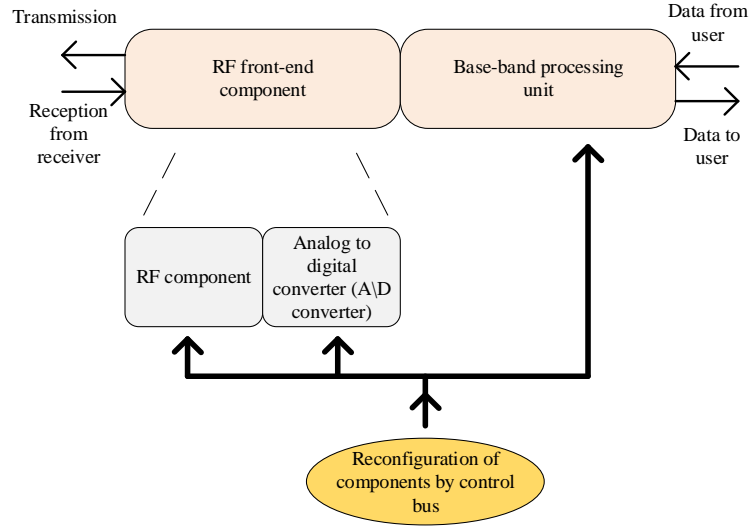 Transmission
Reception
from
receiver
RF front-end
component
Base-band processing
unit
Data from
user
Data to
user
RF component
Analog to
digital
converter (A\D
converter)
Reconfiguration of
components by control
bus